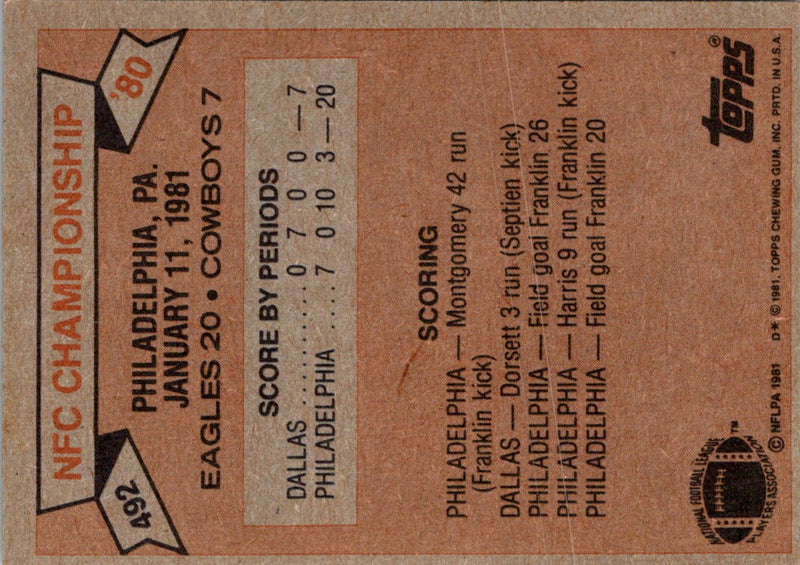 492
NFC CHAMPIONSHIP
'80
PHILADELPHIA, PA.
JANUARY 11, 1981
EAGLES 20 • COWBOYS 7
SCORE BY PERIODS
DALLAS .......... 0 7 0 0 — 7
PHILADELPHIA .... 7 0 10 3 — 20
SCORING
PHILADELPHIA — Montgomery 42 run
(Franklin kick)
DALLAS — Dorsett 3 run (Septien kick)
PHILADELPHIA — Field goal Franklin 26
PHILADELPHIA — Harris 9 run (Franklin kick)
PHILADELPHIA — Field goal Franklin 20
NATIONAL FOOTBALL LEAGUE
PLAYERS ASSOCIATION
™
TOPPS®
© NFLPA 1981 D* © 1981, TOPPS CHEWING GUM, INC. PRTD. IN U.S.A.